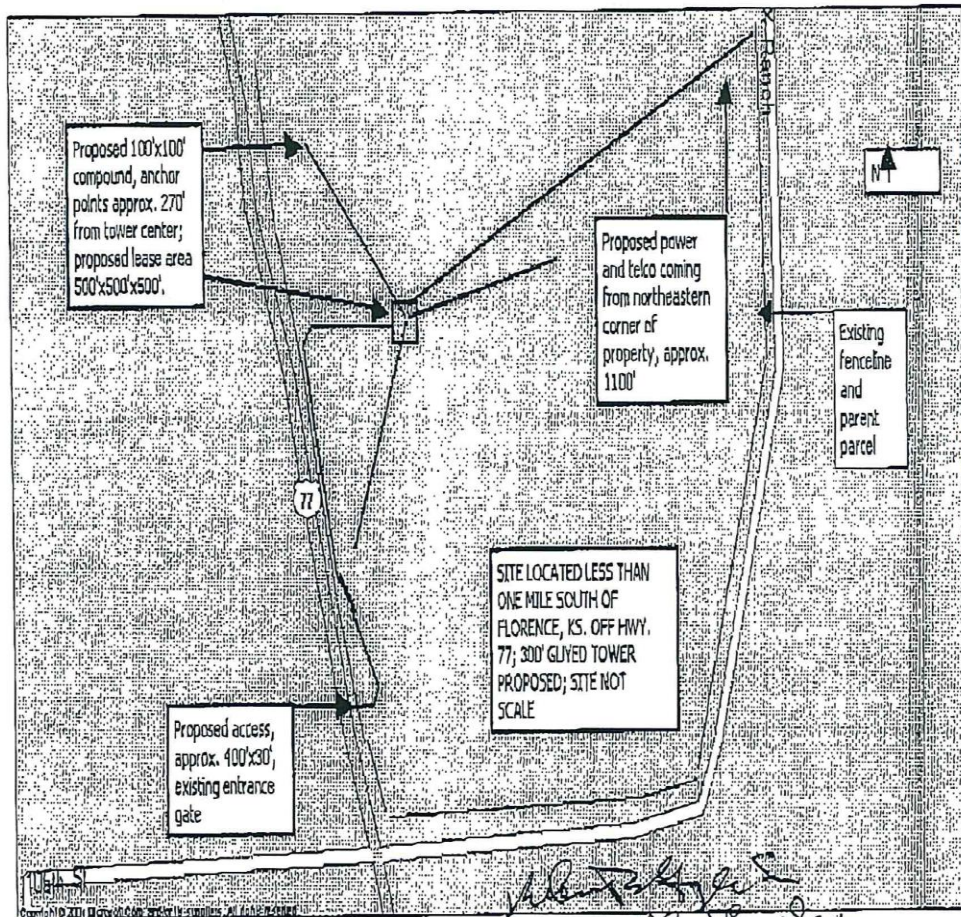 Ranch
Proposed 100'x100'
compound, anchor
points approx. 270'
from tower center;
proposed lease area
500'x500'x500'.
N
Proposed power
and telco coming
from northeastern
corner of
property, approx.
1100'
Existing
fenceline
and
parent
parcel
77
SITE LOCATED LESS THAN
ONE MILE SOUTH OF
FLORENCE, KS. OFF HWY.
77; 300' GUYED TOWER
PROPOSED; SITE NOT
SCALE
Proposed access,
approx. 400'x30',
existing entrance
gate